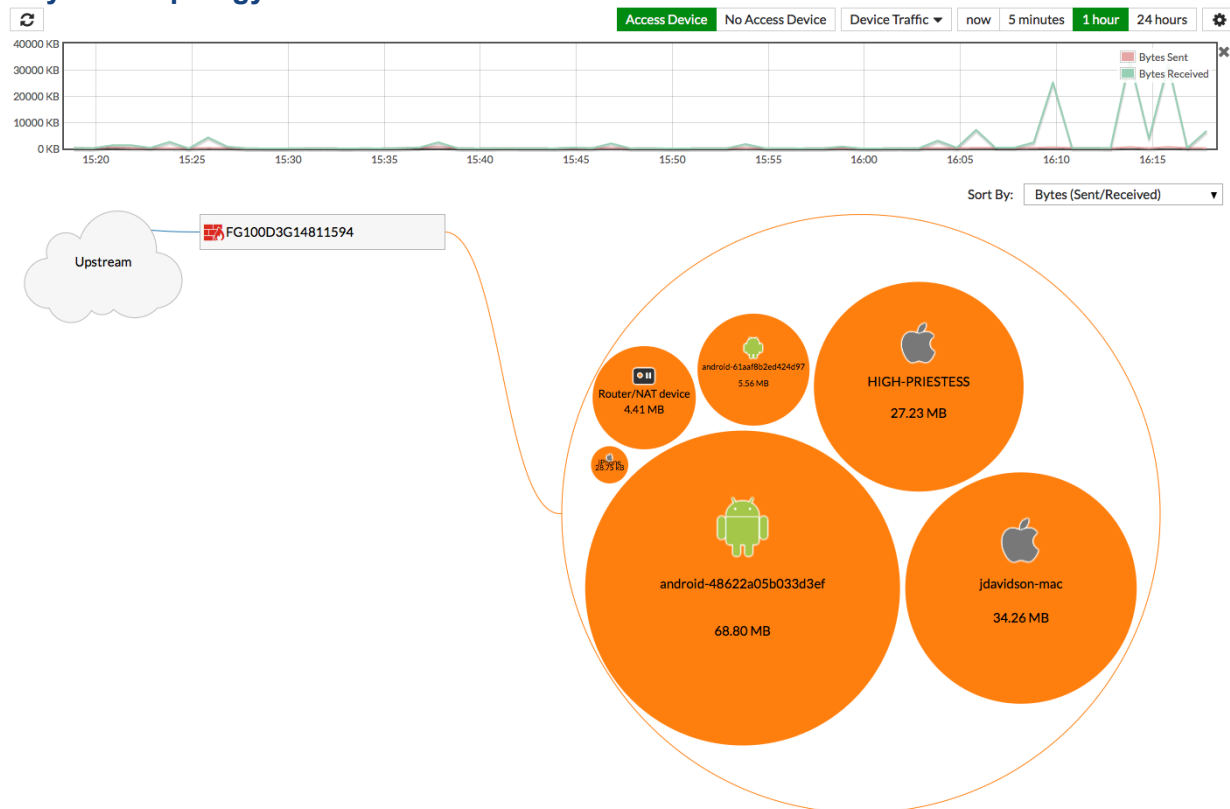 Access Device No Access Device Device Traffic now 5 minutes 1 hour 24 hours
40000 KB
30000 KB
20000 KB
10000 KB
0 KB
Bytes Sent
Bytes Received
15:20 15:25 15:30 15:35 15:40 15:45 15:50 15:55 16:00 16:05 16:10 16:15
Sort By: Bytes (Sent/Received)
Upstream
FG100D3G14811594
android-61aaf8b2ed424d97
5.56 MB
Router/NAT device
4.41 MB
HIGH-PRIESTESS
27.23 MB
iPhone
28.75 kB
android-48622a05b033d3ef
68.80 MB
jdavidson-mac
34.26 MB